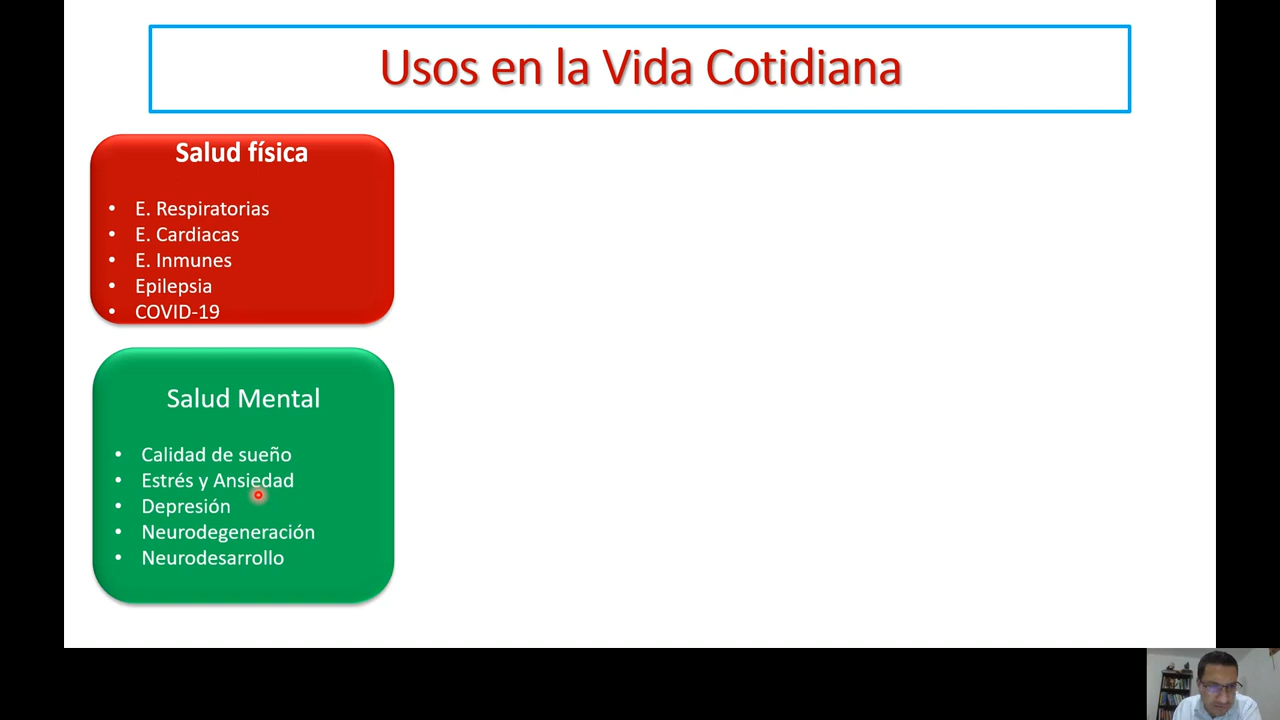 Usos en la Vida Cotidiana
Salud física
• E. Respiratorias
• E. Cardiacas
• E. Inmunes
• Epilepsia
• COVID-19
Salud Mental
• Calidad de sueño
• Estrés y Ansiedad
• Depresión
• Neurodegeneración
• Neurodesarrollo